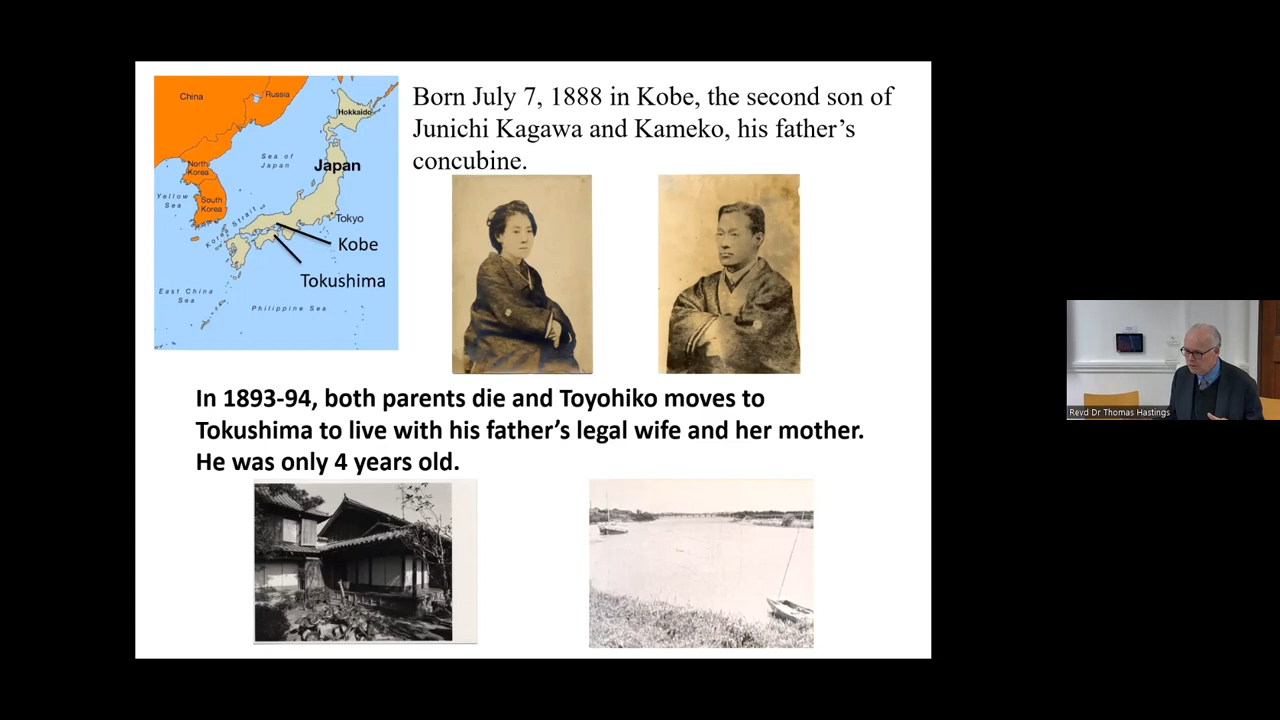 China
Russia
Hokkaido
North
Korea
Sea of
Japan
Japan
Yellow
Sea
South
Korea
Korea Strait
Tokyo
Kobe
Tokushima
East China
Sea
Philippine Sea
Born July 7, 1888 in Kobe, the second son of
Junichi Kagawa and Kameko, his father’s
concubine.
In 1893-94, both parents die and Toyohiko moves to
Tokushima to live with his father’s legal wife and her mother.
He was only 4 years old.
Revd Dr Thomas Hastings